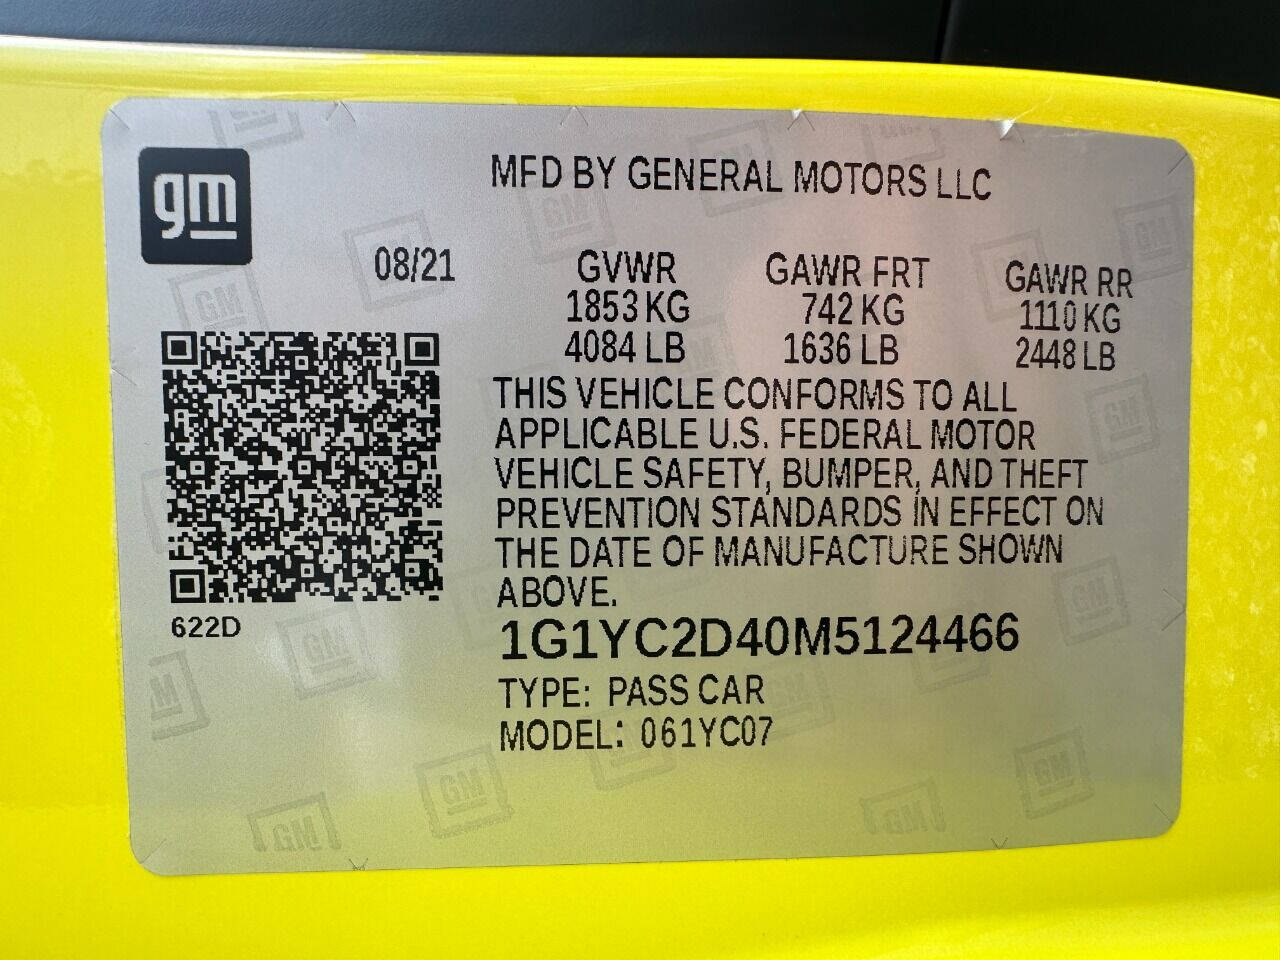 gm
MFD BY GENERAL MOTORS LLC
08/21
GVWR
1853 KG
4084 LB
GAWR FRT
742 KG
1636 LB
GAWR RR
1110 KG
2448 LB
THIS VEHICLE CONFORMS TO ALL
APPLICABLE U.S. FEDERAL MOTOR
VEHICLE SAFETY, BUMPER, AND THEFT
PREVENTION STANDARDS IN EFFECT ON
THE DATE OF MANUFACTURE SHOWN
ABOVE.
622D
1G1YC2D40M5124466
TYPE: PASS CAR
MODEL: 061YC07